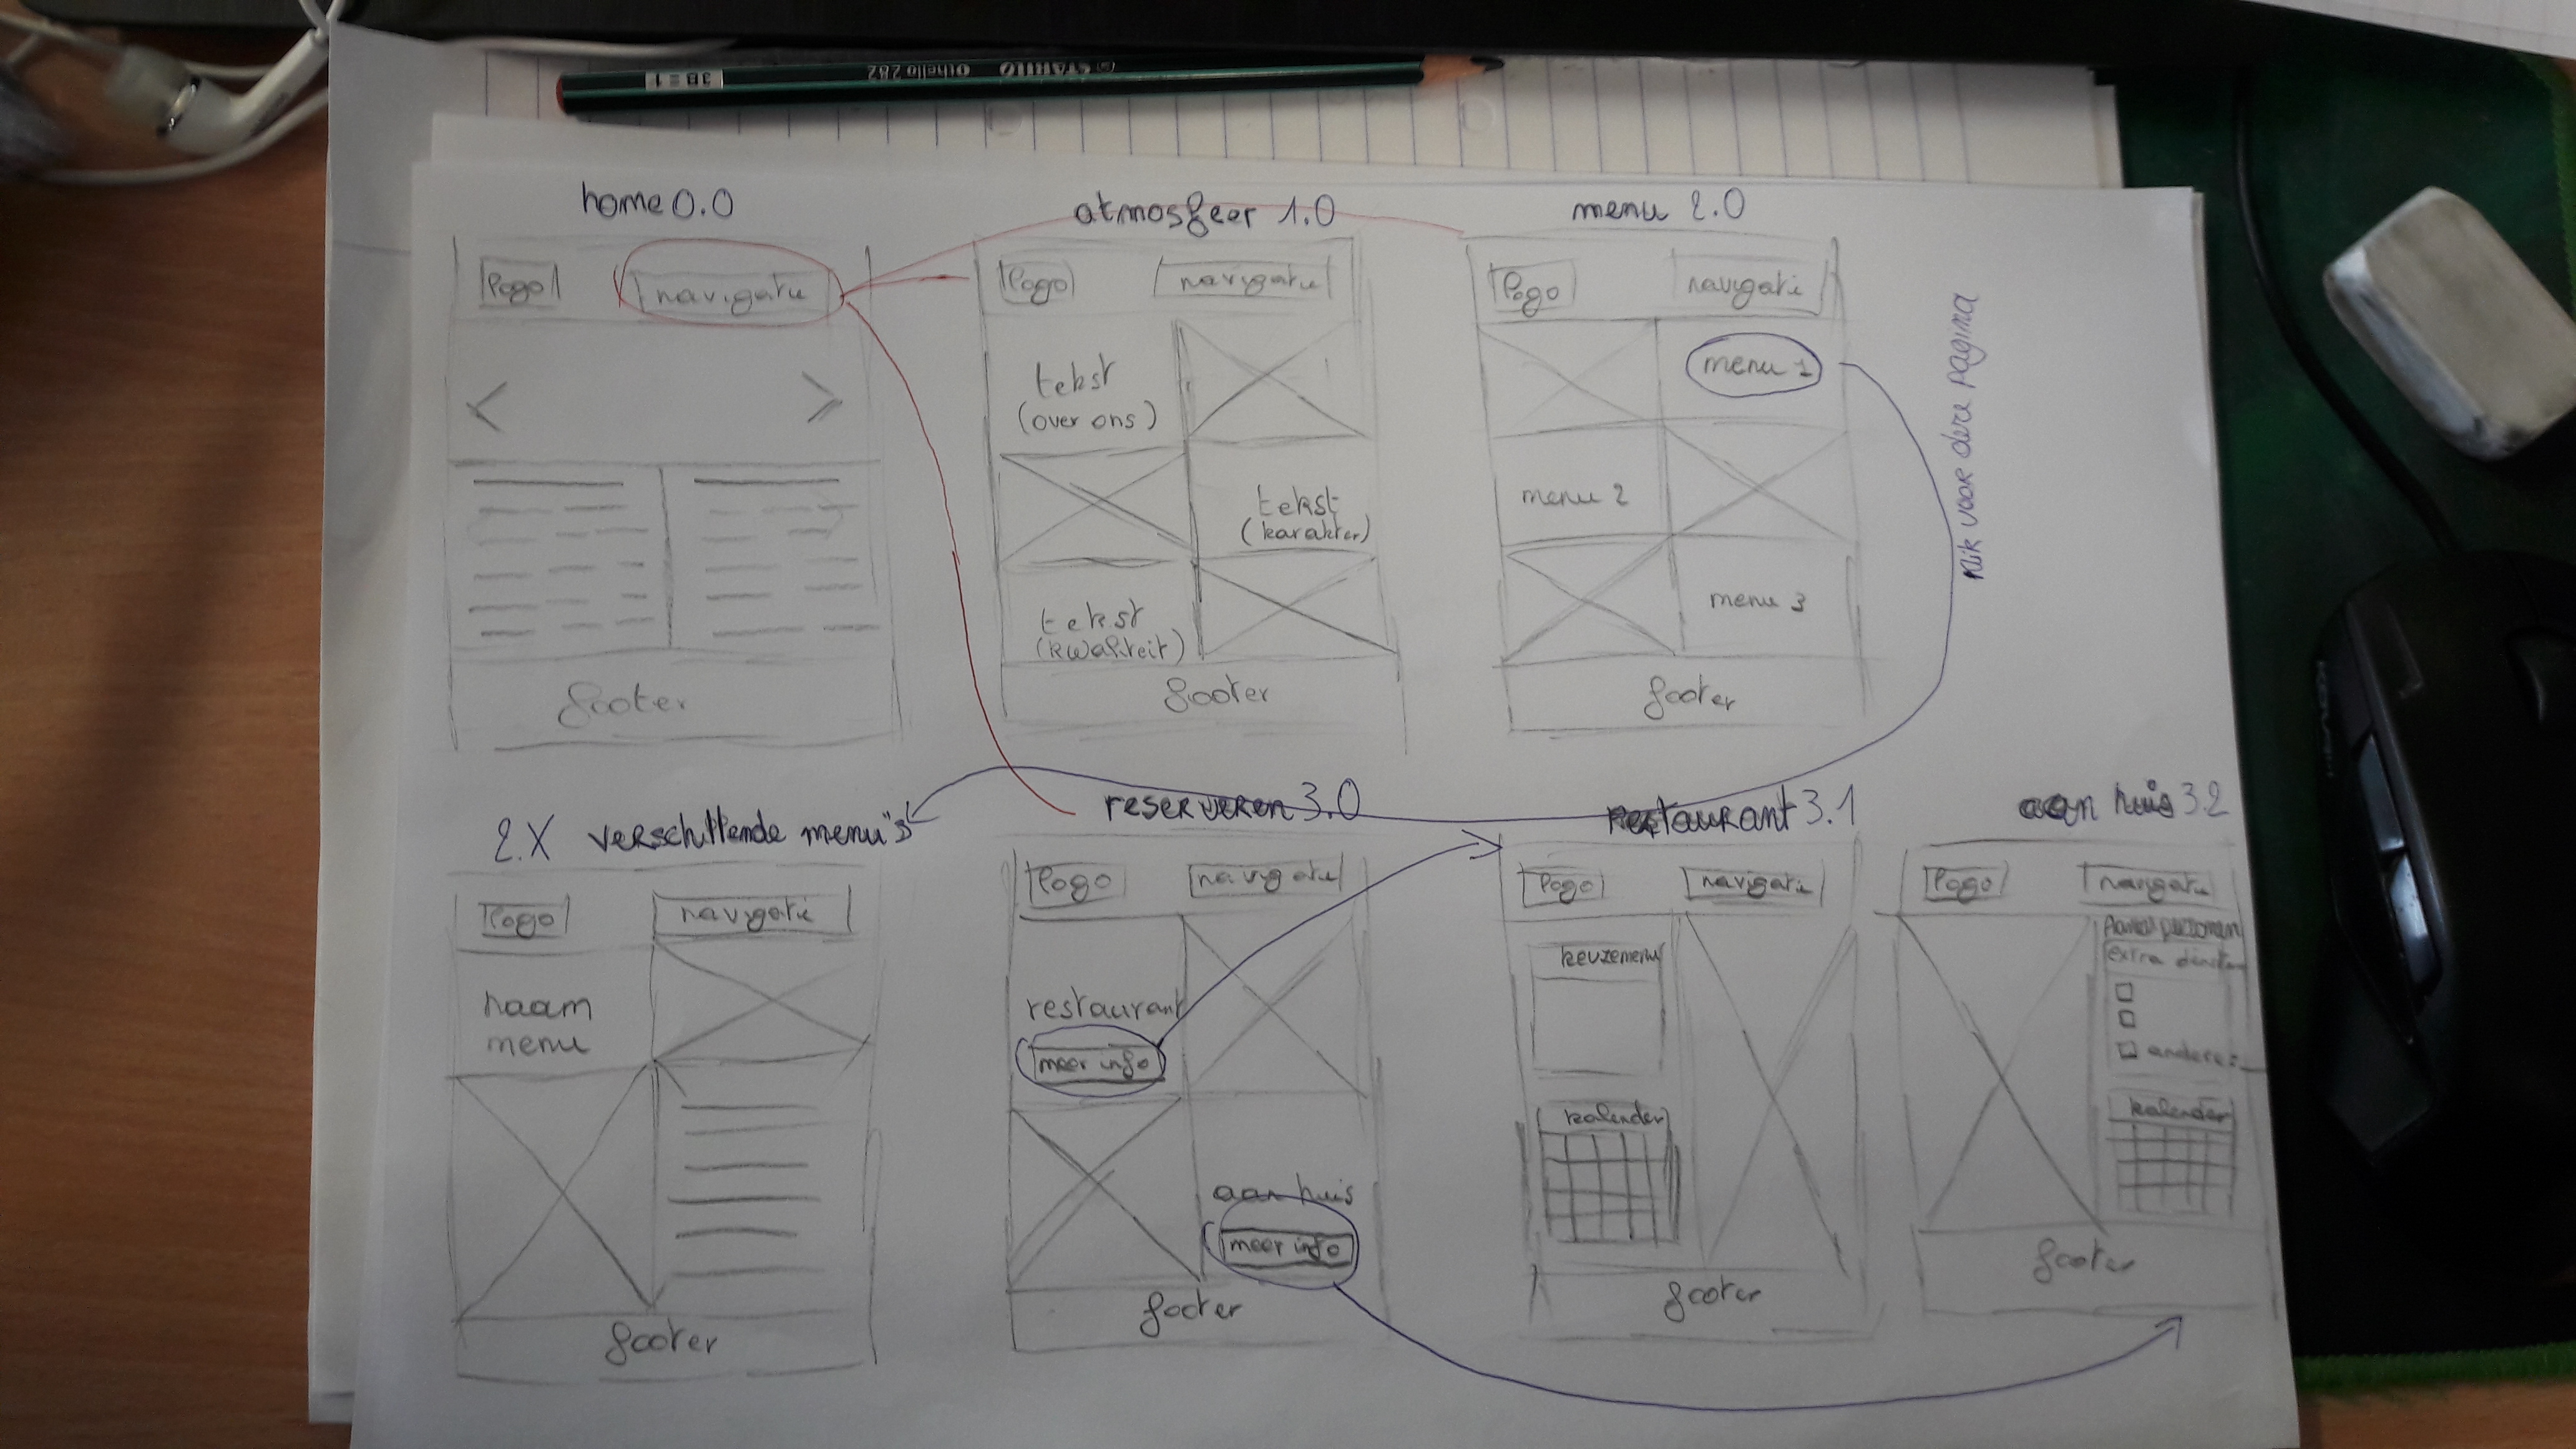 STABILO Othello 282 3B = 1
home 0.0
logo
navigatie
footer
atmosfeer 1.0
logo
navigatie
tekst
(over ons)
tekst
(karakter)
tekst
(kwaliteit)
footer
menu 2.0
logo
navigatie
menu 1
menu 2
menu 3
footer
klik voor deze pagina
2.X verschillende menu"s
logo
navigatie
naam
menu
footer
reserveren 3.0
logo
navigatie
restaurant
meer info
aan huis
meer info
footer
restaurant 3.1
logo
navigatie
keuzemenu
kalender
footer
aan huis 3.2
logo
navigatie
Aantal personen
extra diensten
andere:
kalender
footer